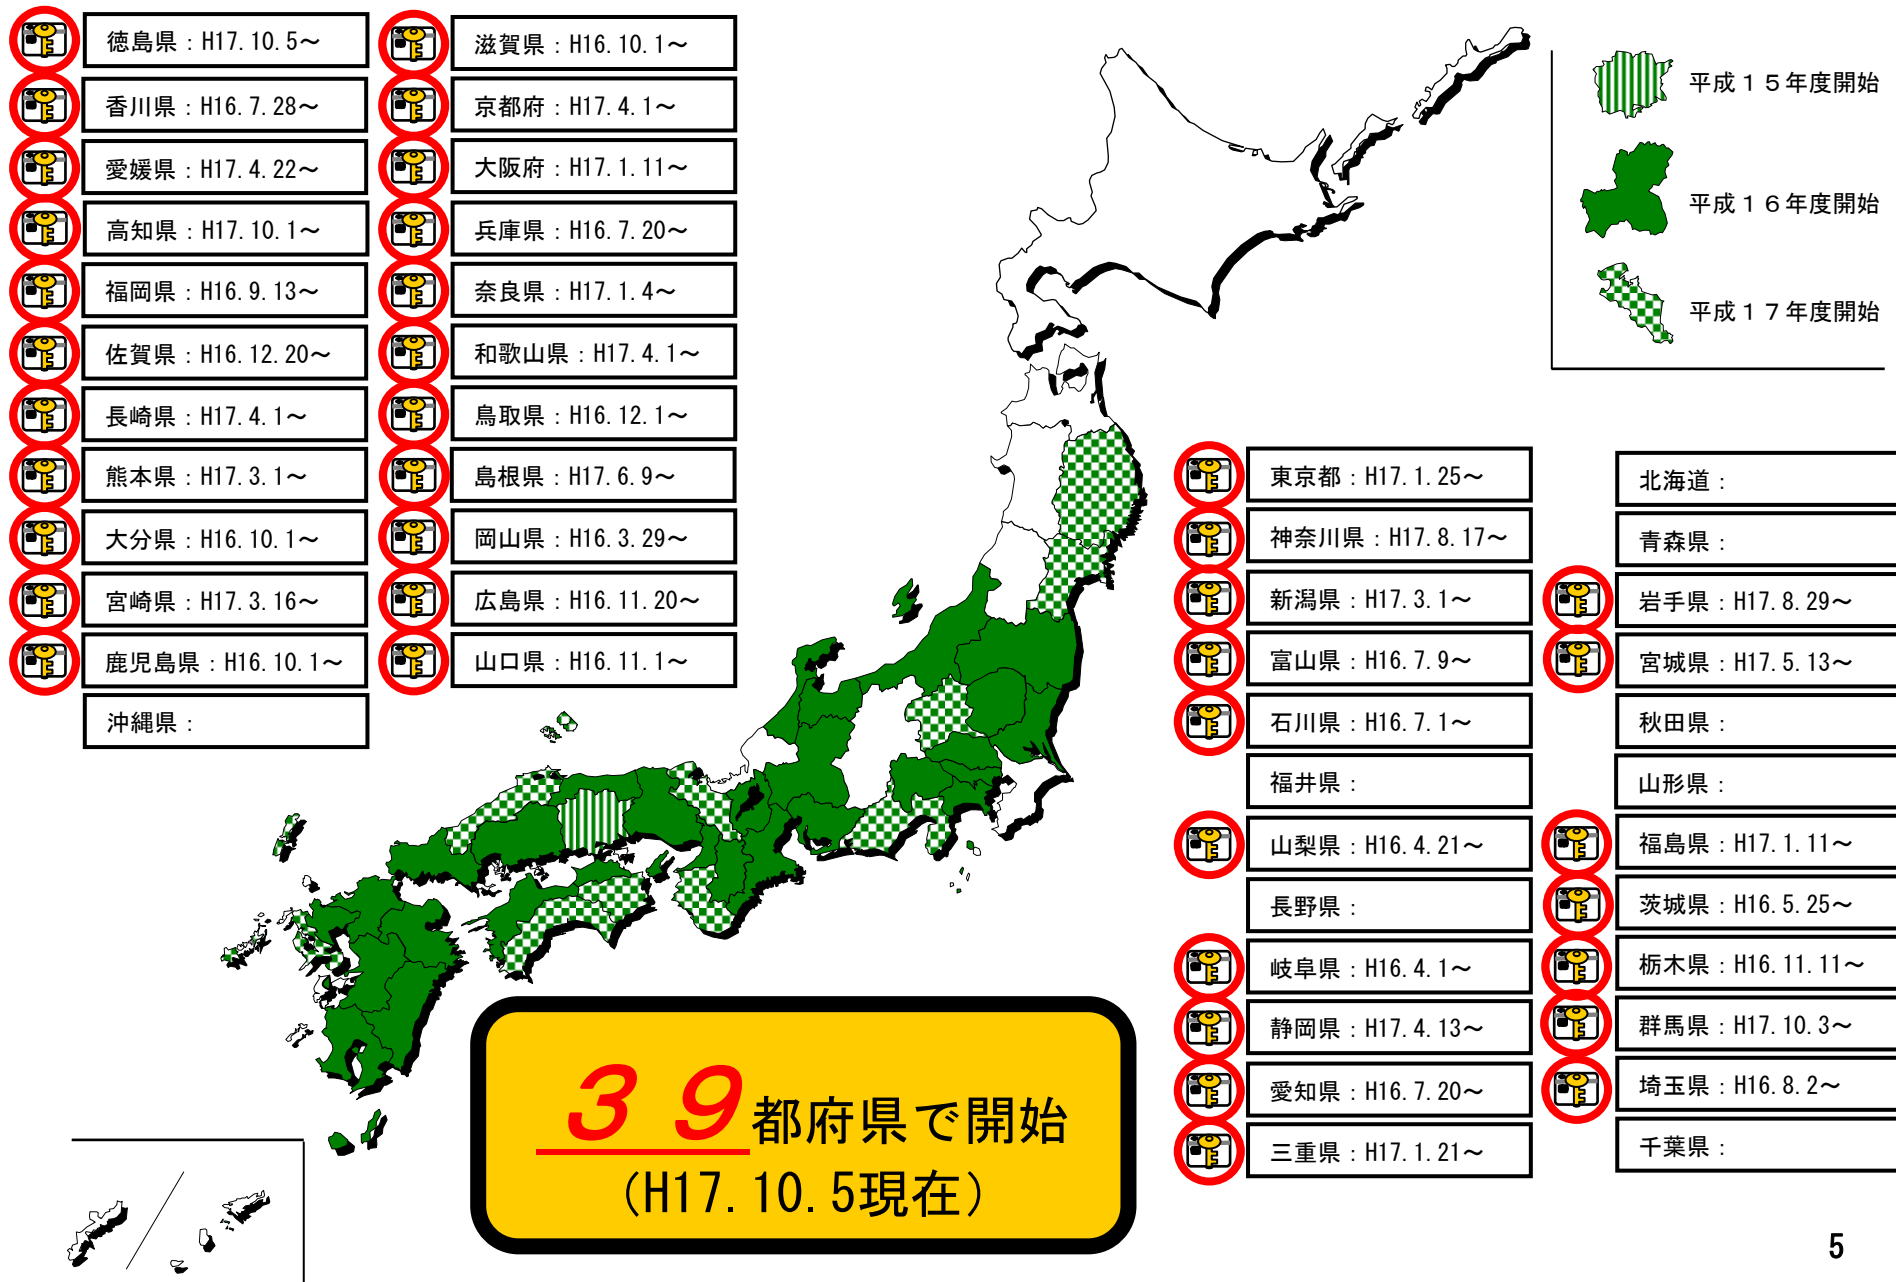 徳島県：H17.10.5～
香川県：H16.7.28～
愛媛県：H17.4.22～
高知県：H17.10.1～
福岡県：H16.9.13～
佐賀県：H16.12.20～
長崎県：H17.4.1～
熊本県：H17.3.1～
大分県：H16.10.1～
宮崎県：H17.3.16～
鹿児島県：H16.10.1～
沖縄県：
滋賀県：H16.10.1～
京都府：H17.4.1～
大阪府：H17.1.11～
兵庫県：H16.7.20～
奈良県：H17.1.4～
和歌山県：H17.4.1～
鳥取県：H16.12.1～
島根県：H17.6.9～
岡山県：H16.3.29～
広島県：H16.11.20～
山口県：H16.11.1～
平成１５年度開始
平成１６年度開始
平成１７年度開始
東京都：H17.1.25～
神奈川県：H17.8.17～
新潟県：H17.3.1～
富山県：H16.7.9～
石川県：H16.7.1～
福井県：
山梨県：H16.4.21～
長野県：
岐阜県：H16.4.1～
静岡県：H17.4.13～
愛知県：H16.7.20～
三重県：H17.1.21～
北海道：
青森県：
岩手県：H17.8.29～
宮城県：H17.5.13～
秋田県：
山形県：
福島県：H17.1.11～
茨城県：H16.5.25～
栃木県：H16.11.11～
群馬県：H17.10.3～
埼玉県：H16.8.2～
千葉県：
３９都府県で開始
（H17.10.5現在）
5